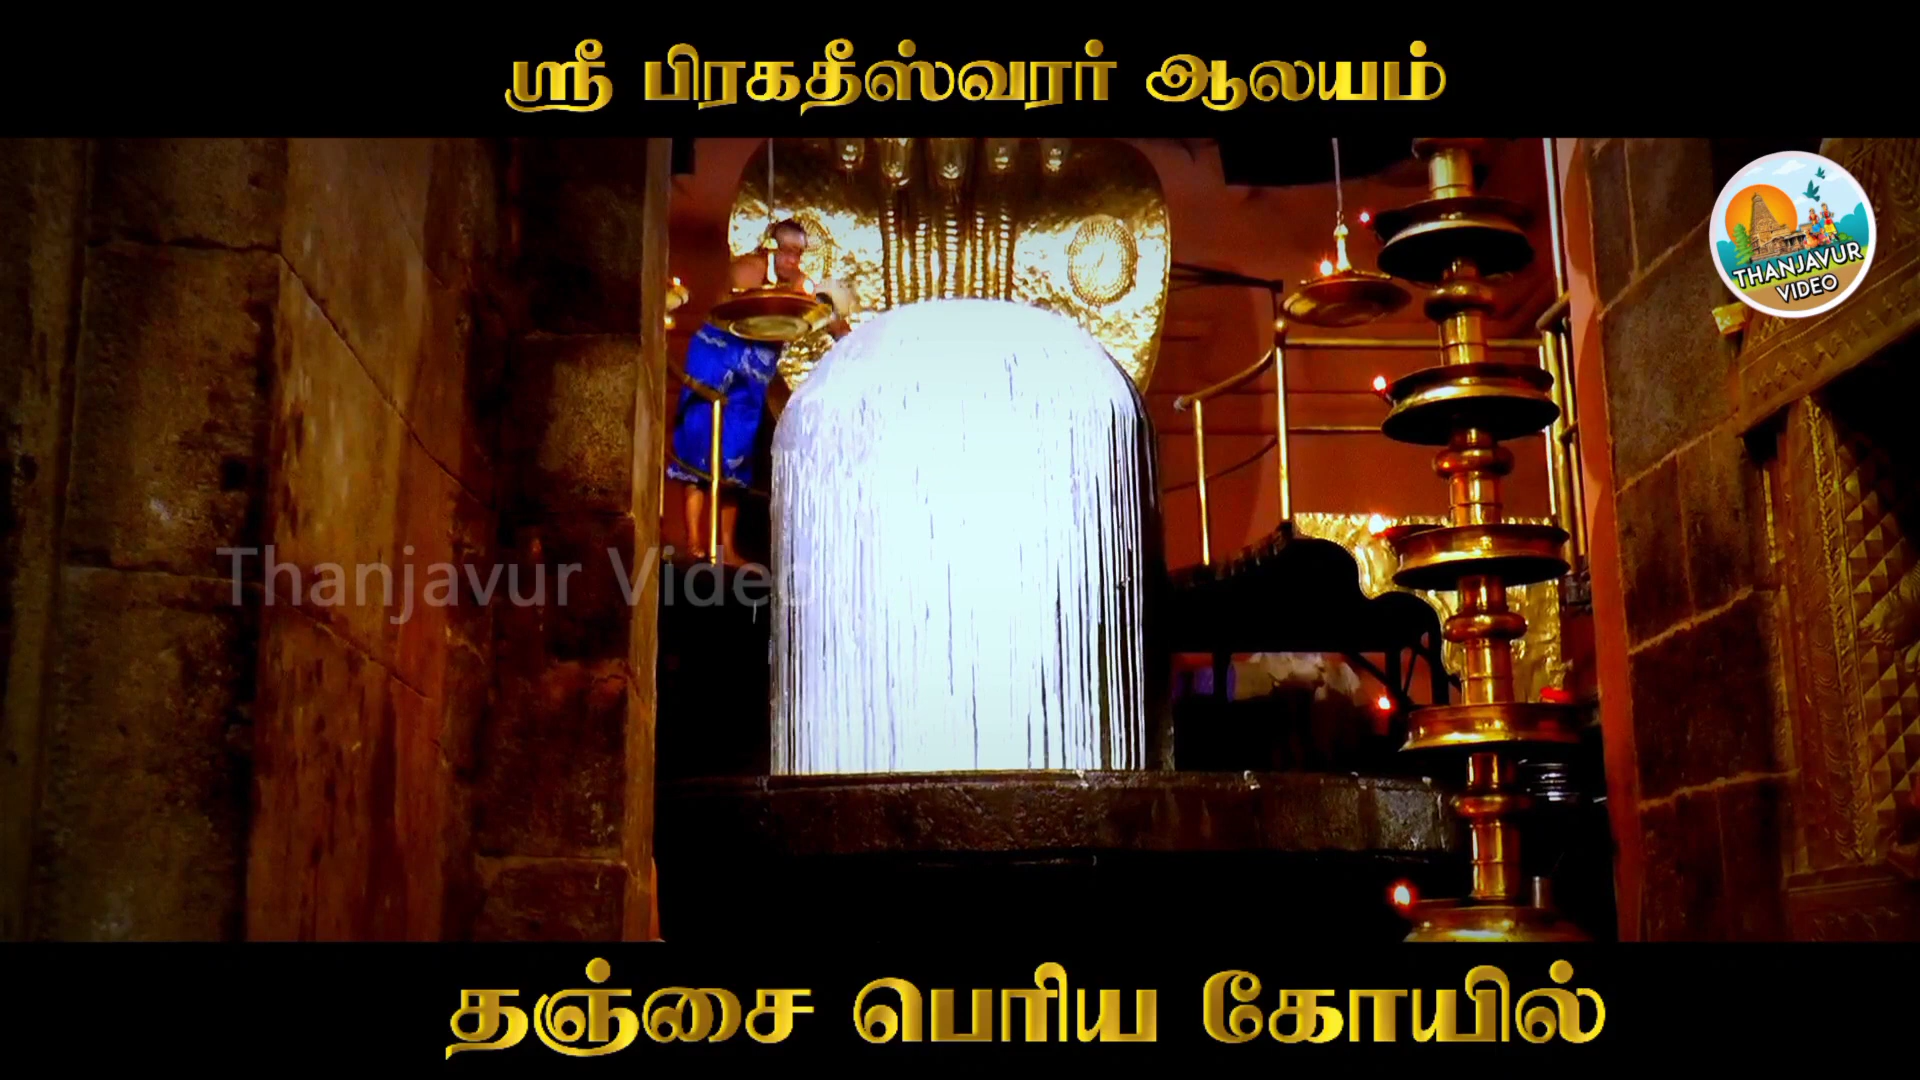 ஸ்ரீ பிரகதீஸ்வரர் ஆலயம்
THANJAVUR
VIDEO
Thanjavur Video
தஞ்சை பெரிய கோயில்